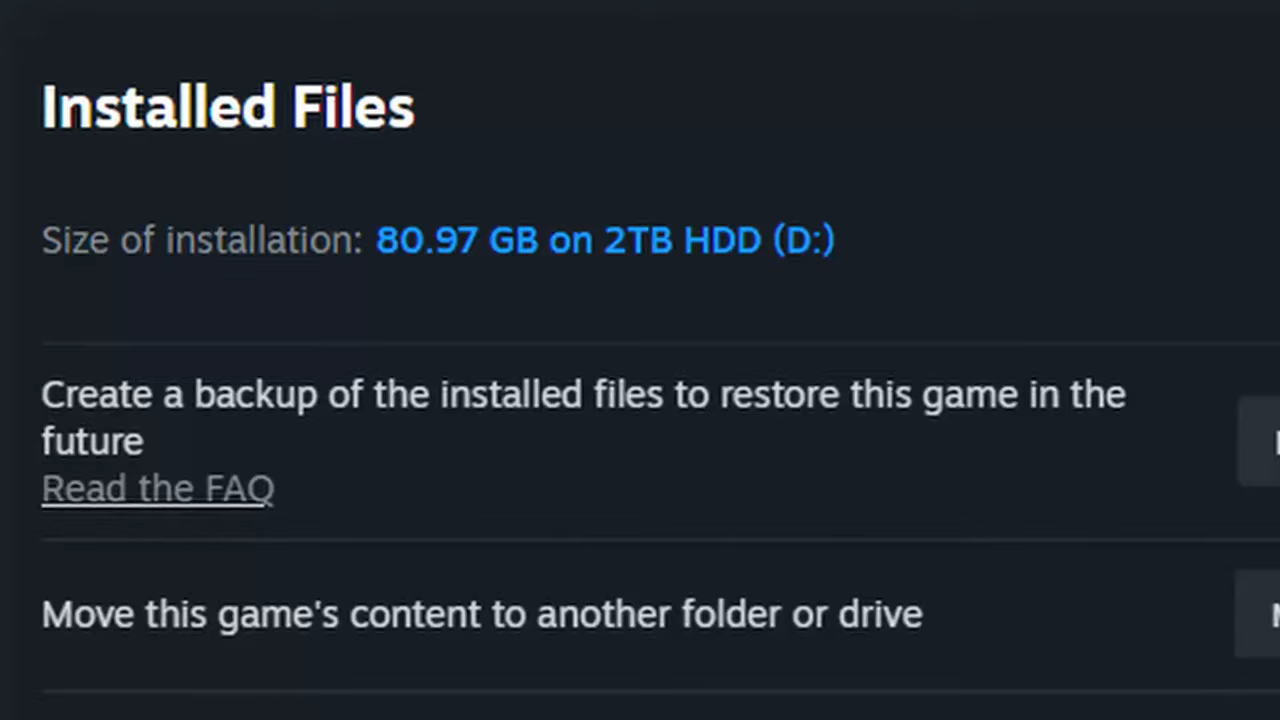 Installed Files
Size of installation: 80.97 GB on 2TB HDD (D:)
Create a backup of the installed files to restore this game in the
future
Read the FAQ
Move this game's content to another folder or drive